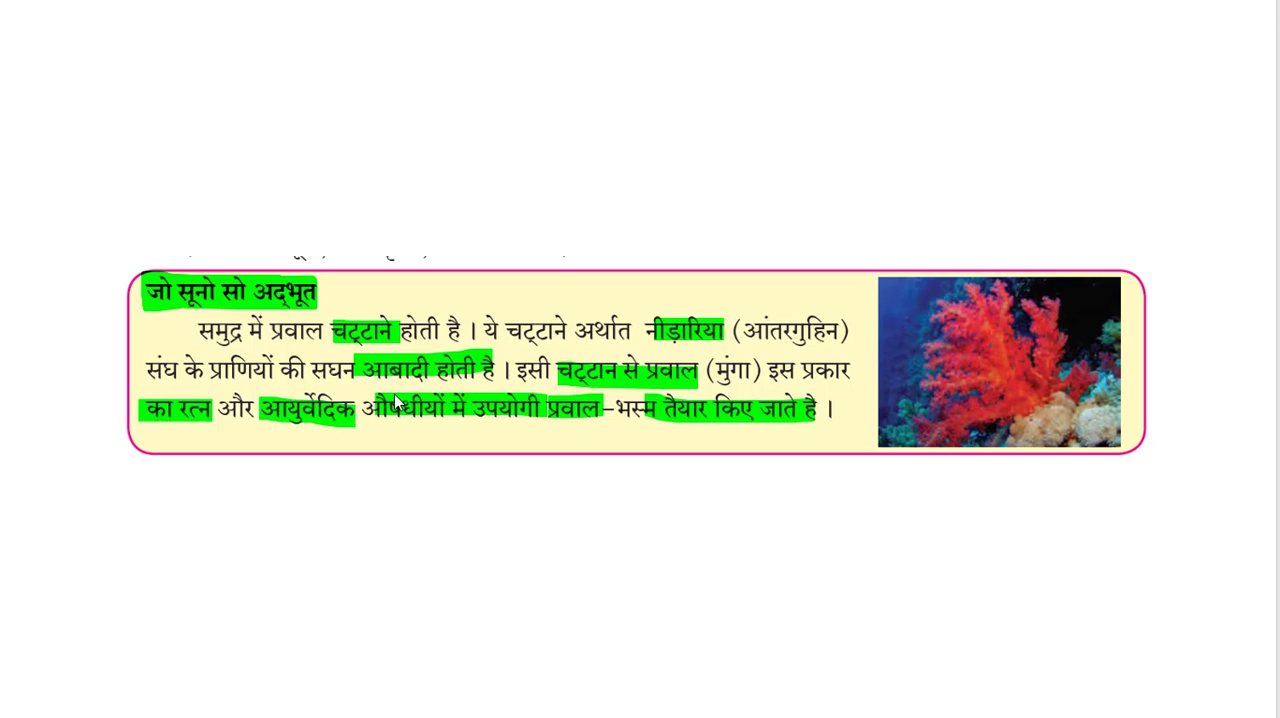 जो सूनो सो अद्‌भूत
समुद्र में प्रवाल चट्‌टाने होती है । ये चट्‌टाने अर्थात नीड़ारिया (आंतरगुहिन)
संघ के प्राणियों की सघन आबादी होती है । इसी चट्‌टान से प्रवाल (मुंगा) इस प्रकार
का रत्न और आयुर्वेदिक औषधीयों में उपयोगी प्रवाल-भस्म तैयार किए जाते है ।